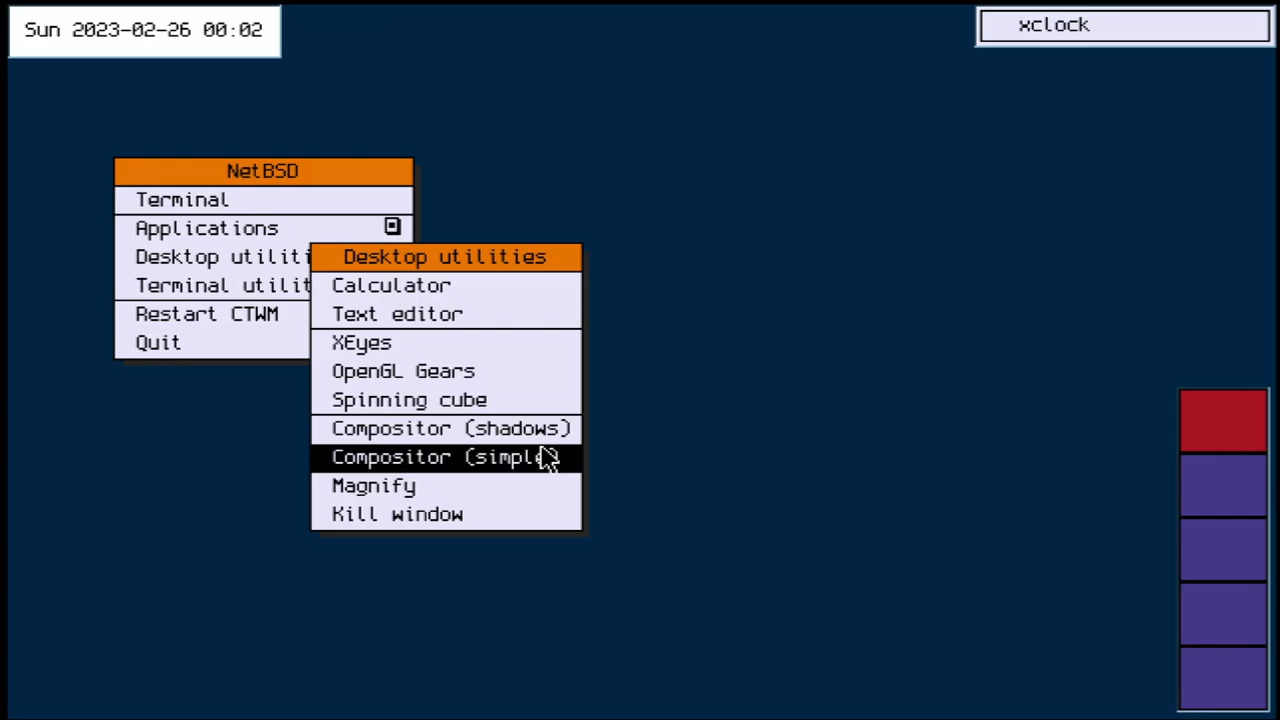 Sun 2023-02-26 00:02
xclock
NetBSD
Terminal
Applications
Desktop utiliti
Terminal utilit
Restart CTWM
Quit
Desktop utilities
Calculator
Text editor
XEyes
OpenGL Gears
Spinning cube
Compositor (shadows)
Compositor (simple)
Magnify
Kill window